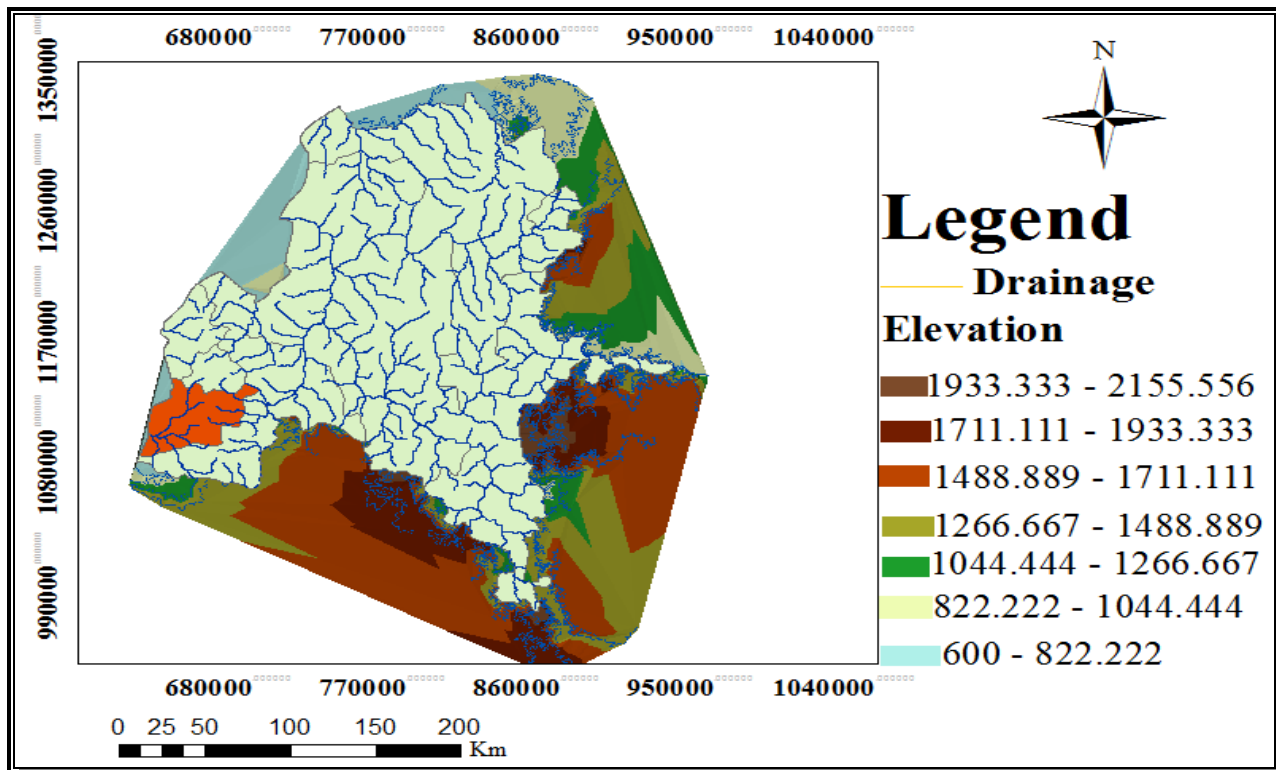 680000 770000 860000 950000 1040000
N
1350000
1260000
1170000
1080000
990000
Legend
Drainage
Elevation
1933.333 - 2155.556
1711.111 - 1933.333
1488.889 - 1711.111
1266.667 - 1488.889
1044.444 - 1266.667
822.222 - 1044.444
600 - 822.222
680000 770000 860000 950000 1040000
0 25 50 100 150 200
Km